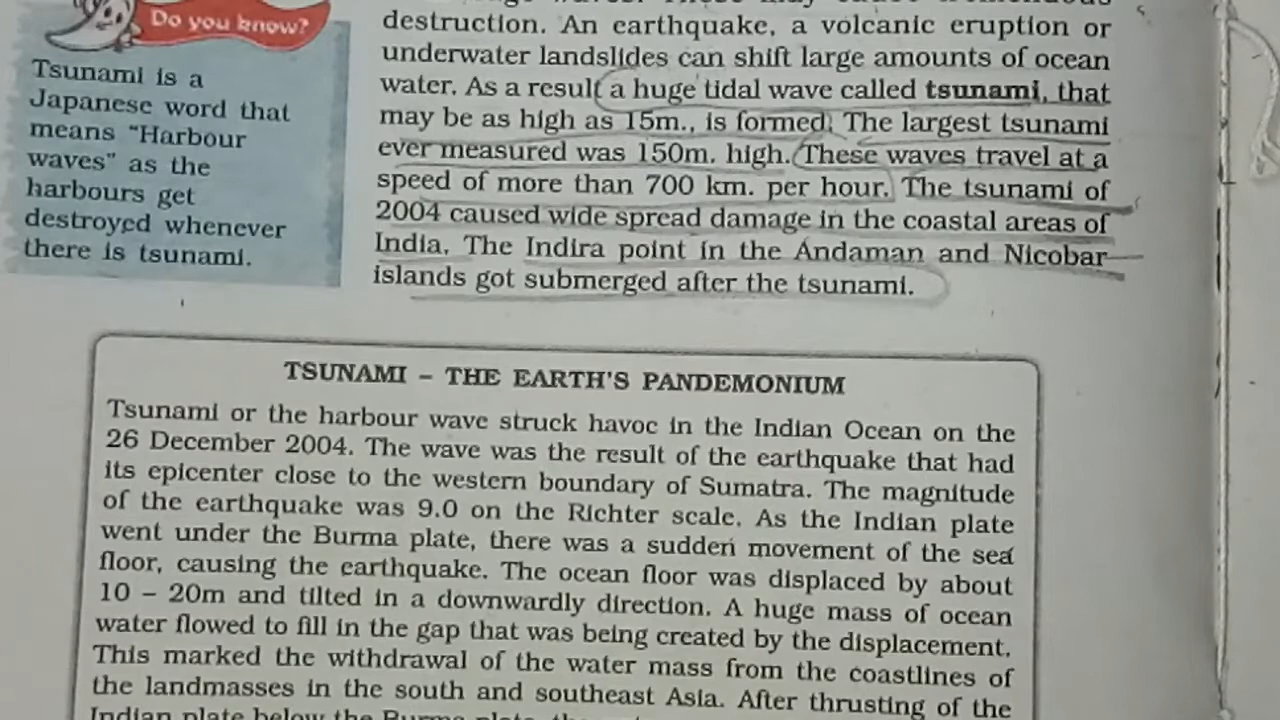 Do you know?
Tsunami is a
Japanese word that
means "Harbour
waves" as the
harbours get
destroyed whenever
there is tsunami.
destruction. An earthquake, a volcanic eruption or
underwater landslides can shift large amounts of ocean
water. As a result a huge tidal wave called tsunami, that
may be as high as 15m., is formed. The largest tsunami
ever measured was 150m. high. These waves travel at a
speed of more than 700 km. per hour. The tsunami of
2004 caused wide spread damage in the coastal areas of
India. The Indira point in the Andaman and Nicobar
islands got submerged after the tsunami.
TSUNAMI – THE EARTH'S PANDEMONIUM
Tsunami or the harbour wave struck havoc in the Indian Ocean on the
26 December 2004. The wave was the result of the earthquake that had
its epicenter close to the western boundary of Sumatra. The magnitude
of the earthquake was 9.0 on the Richter scale. As the Indian plate
went under the Burma plate, there was a sudden movement of the sea
floor, causing the earthquake. The ocean floor was displaced by about
10 – 20m and tilted in a downwardly direction. A huge mass of ocean
water flowed to fill in the gap that was being created by the displacement.
This marked the withdrawal of the water mass from the coastlines of
the landmasses in the south and southeast Asia. After thrusting of the
Indian plate below the Burma plate, the